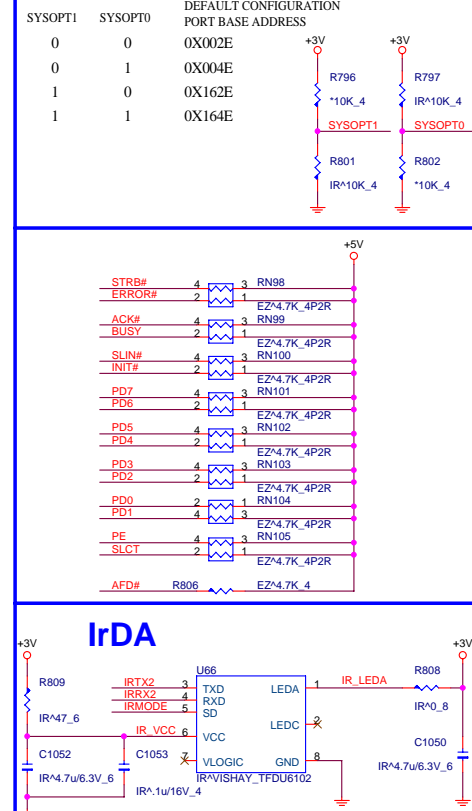 DEFAULT CONFIGURATION
SYSOPT1 SYSOPT0 PORT BASE ADDRESS
0 0 0X002E
0 1 0X004E
1 0 0X162E
1 1 0X164E
+3V +3V
R796 R797
*10K_4 IR^10K_4
SYSOPT1 SYSOPT0
R801 R802
IR^10K_4 *10K_4
+5V
STRB# 4 3 RN98
ERROR# 2 1
EZ^4.7K_4P2R
ACK# 4 3 RN99
BUSY 2 1
EZ^4.7K_4P2R
SLIN# 4 3 RN100
INIT# 2 1
EZ^4.7K_4P2R
PD7 4 3 RN101
PD6 2 1
EZ^4.7K_4P2R
PD5 4 3 RN102
PD4 2 1
EZ^4.7K_4P2R
PD3 4 3 RN103
PD2 2 1
EZ^4.7K_4P2R
PD0 2 1 RN104
PD1 4 3
EZ^4.7K_4P2R
PE 4 3 RN105
SLCT 2 1
EZ^4.7K_4P2R
AFD# R806 EZ^4.7K_4
IrDA
+3V +3V
R809 U66 R808
IRTX2 3 TXD LEDA 1 IR_LEDA
IRRX2 4 RXD
IRMODE 5 SD
IR^47_6 IR^0_8
LEDC 2
IR_VCC 6 VCC
C1052 C1053 C1050
7 VLOGIC GND 8
IR^4.7u/6.3V_6 IR^VISHAY_TFDU6102 IR^4.7u/6.3V_6
IR^.1u/16V_4